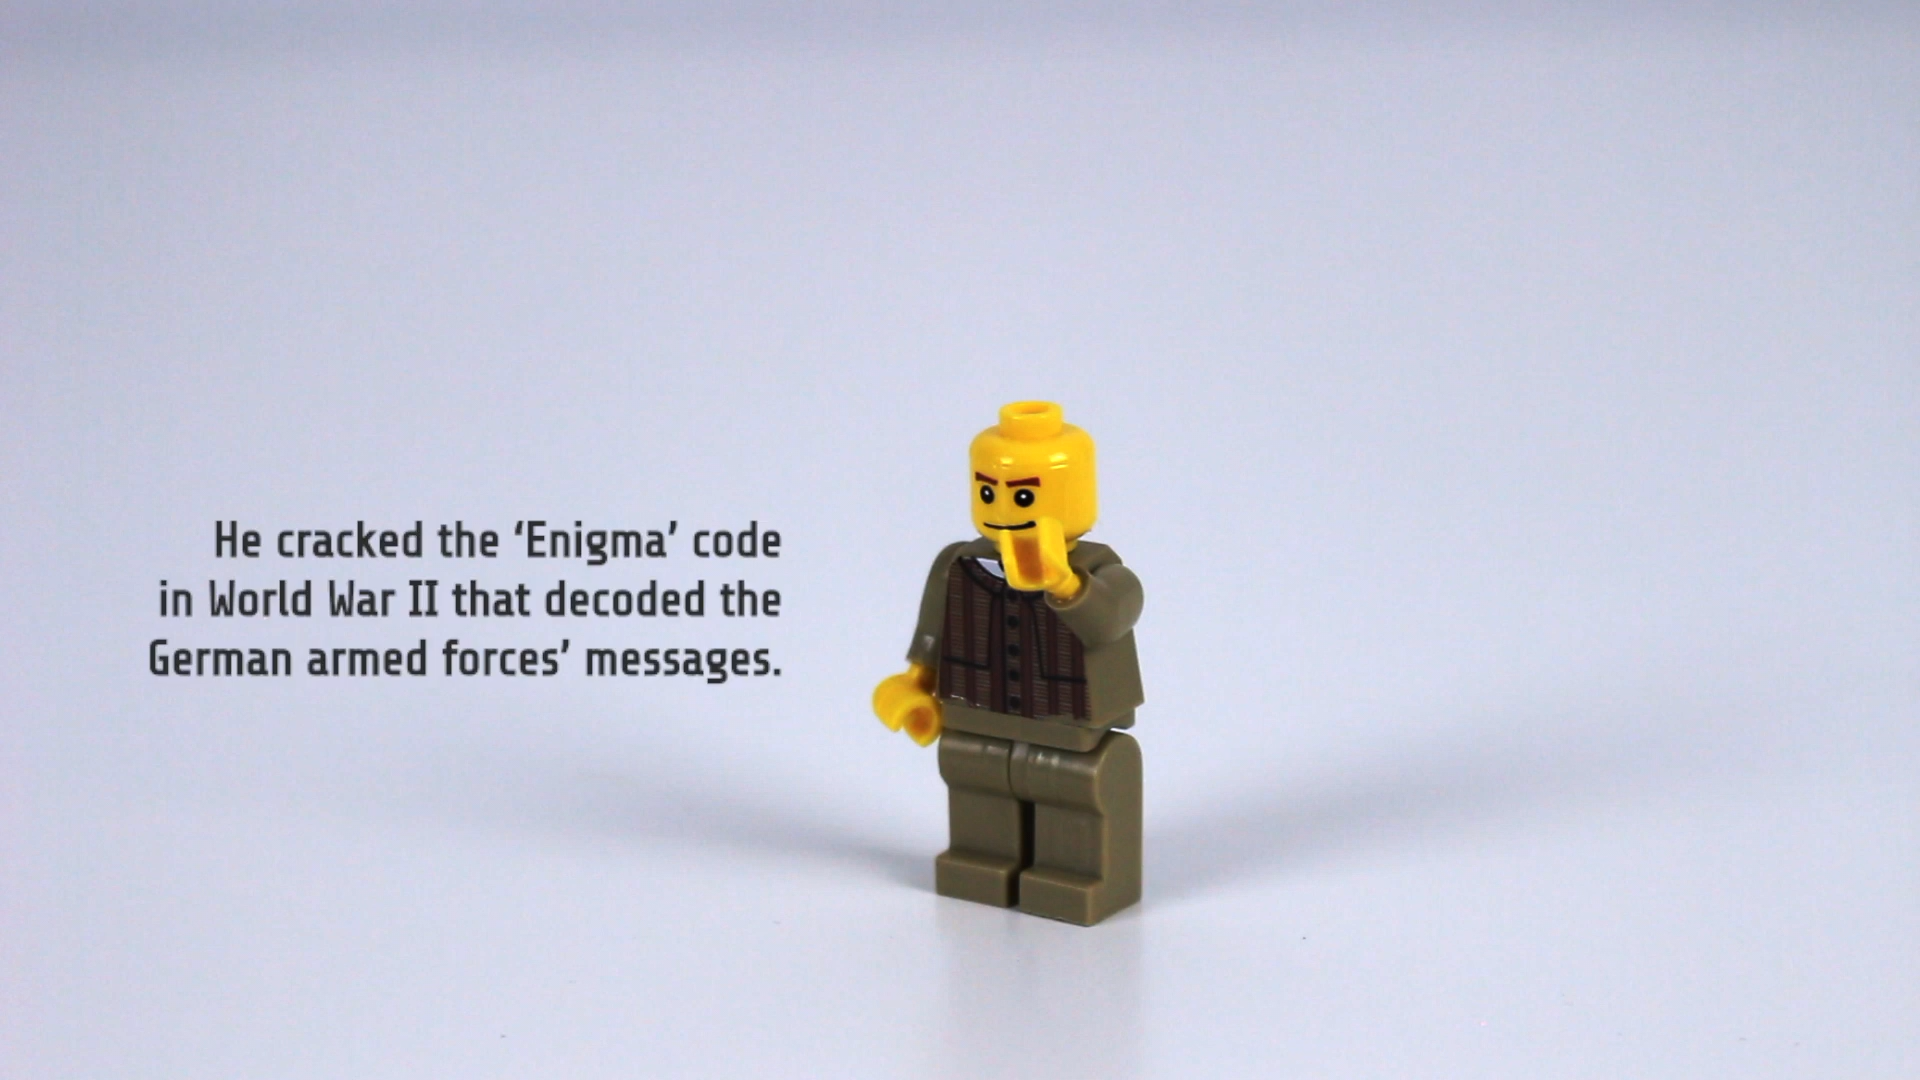 He cracked the ‘Enigma’ code
in World War II that decoded the
German armed forces’ messages.